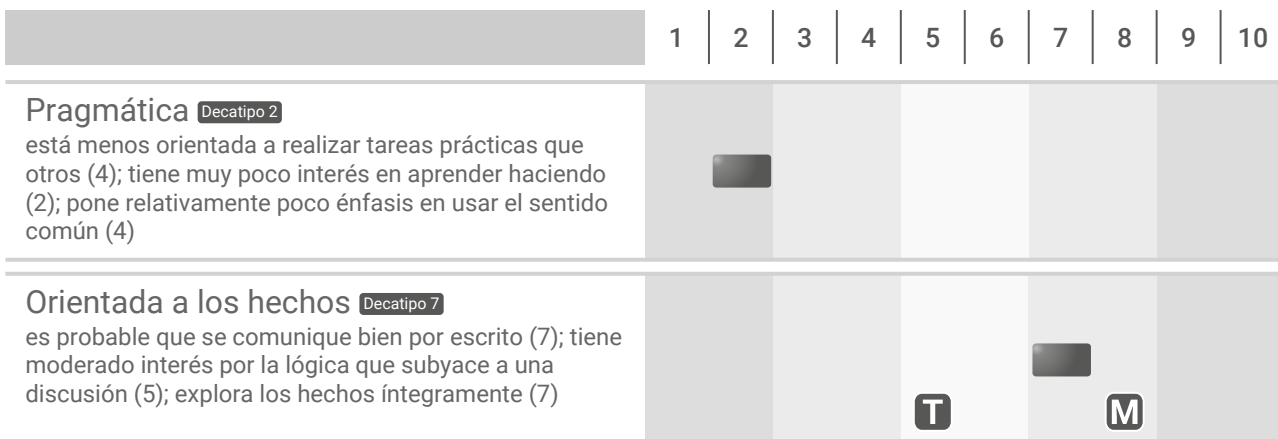 1 2 3 4 5 6 7 8 9 10
Pragmática Decatipo 2
está menos orientada a realizar tareas prácticas que
otros (4); tiene muy poco interés en aprender haciendo
(2); pone relativamente poco énfasis en usar el sentido
común (4)
Orientada a los hechos Decatipo 7
es probable que se comunique bien por escrito (7); tiene
moderado interés por la lógica que subyace a una
discusión (5); explora los hechos íntegramente (7)
T M